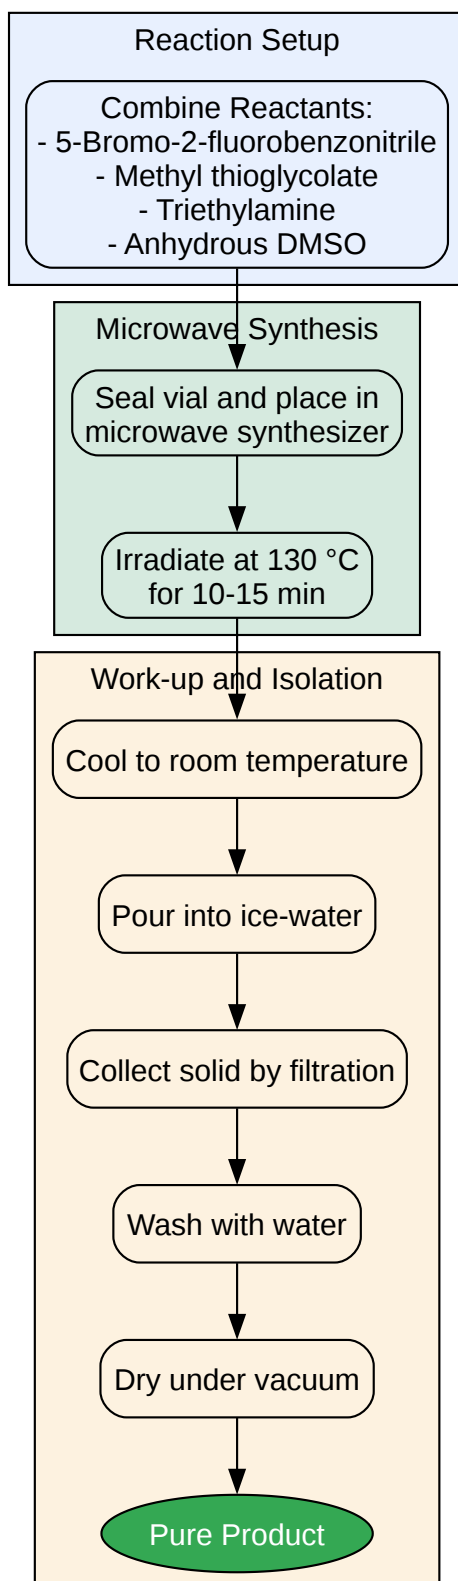 Reaction Setup
Combine Reactants:
- 5-Bromo-2-fluorobenzonitrile
- Methyl thioglycolate
- Triethylamine
- Anhydrous DMSO
Microwave Synthesis
Seal vial and place in
microwave synthesizer
Irradiate at 130 °C
for 10-15 min
Work-up and Isolation
Cool to room temperature
Pour into ice-water
Collect solid by filtration
Wash with water
Dry under vacuum
Pure Product